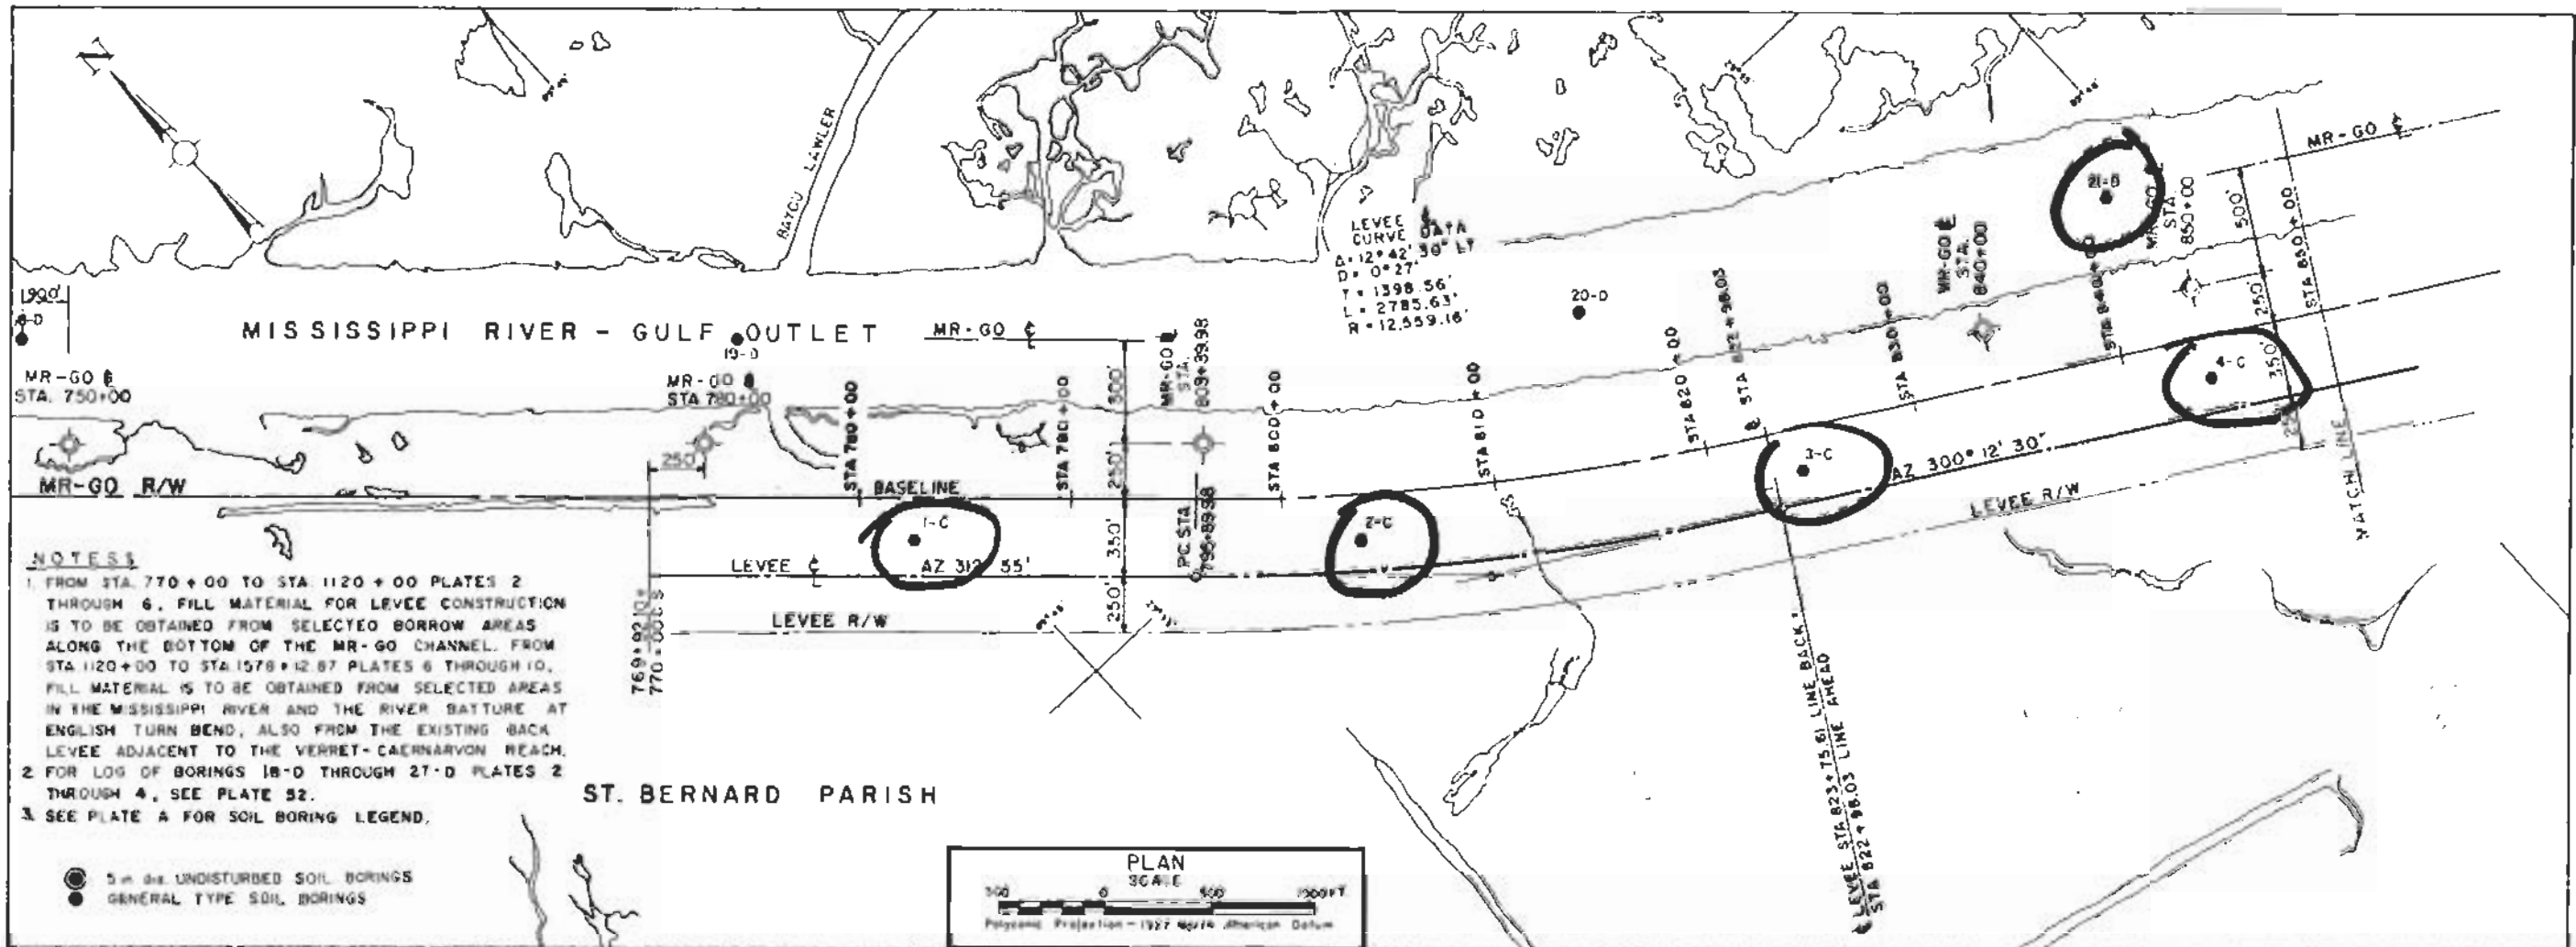 N
BAYOU LAWLER
LEVEE
CURVE DATA
Δ = 12° 42' 30" LT
D = 0° 27'
T = 1398.56'
L = 2785.63'
R = 12,559.16'
MR-GO ℄
21-D
MR-GO
STA.
850+00
500'
STA 850+00
MR-GO ℄
STA.
840+00
20-D
1900'
MISSISSIPPI RIVER - GULF OUTLET
19-D
MR-GO ℄
MR-GO ℄
STA. 750+00
MR-GO ℄
STA 780+00
STA 780+00
STA 780+00
500'
MR-GO ℄
STA.
809+39.98
STA 800+00
STA 810+00
STA 820+00
STA 822+98.03
STA 830+00
STA 840+00
250'
350'
250'
4-C
MATCH LINE
250'
250'
MR-GO R/W
BASELINE
1-C
2-C
3-C
AZ 300° 12' 30"
LEVEE R/W
350'
P.C. STA.
795+89.98
LEVEE ℄
AZ 312° 55'
250'
LEVEE R/W
769+92.10=
770+00
LEVEE STA 823+75.61 LINE BACK
STA 822+98.03 LINE AHEAD
NOTES:
1. FROM STA. 770+00 TO STA. 1120+00 PLATES 2
THROUGH 6, FILL MATERIAL FOR LEVEE CONSTRUCTION
IS TO BE OBTAINED FROM SELECTED BORROW AREAS
ALONG THE BOTTOM OF THE MR-GO CHANNEL. FROM
STA. 1120+00 TO STA. 1578+12.87 PLATES 6 THROUGH 10,
FILL MATERIAL IS TO BE OBTAINED FROM SELECTED AREAS
IN THE MISSISSIPPI RIVER AND THE RIVER BATTURE AT
ENGLISH TURN BEND, ALSO FROM THE EXISTING BACK
LEVEE ADJACENT TO THE VERRET-CAERNARVON REACH.
2 FOR LOG OF BORINGS 18-D THROUGH 27-D PLATES 2
THROUGH 4, SEE PLATE 52.
3. SEE PLATE A FOR SOIL BORING LEGEND.
5 in dia. UNDISTURBED SOIL BORINGS
GENERAL TYPE SOIL BORINGS
ST. BERNARD PARISH
PLAN
SCALE
500 0 500 1000 FT.
Polyconic Projection - 1927 North American Datum